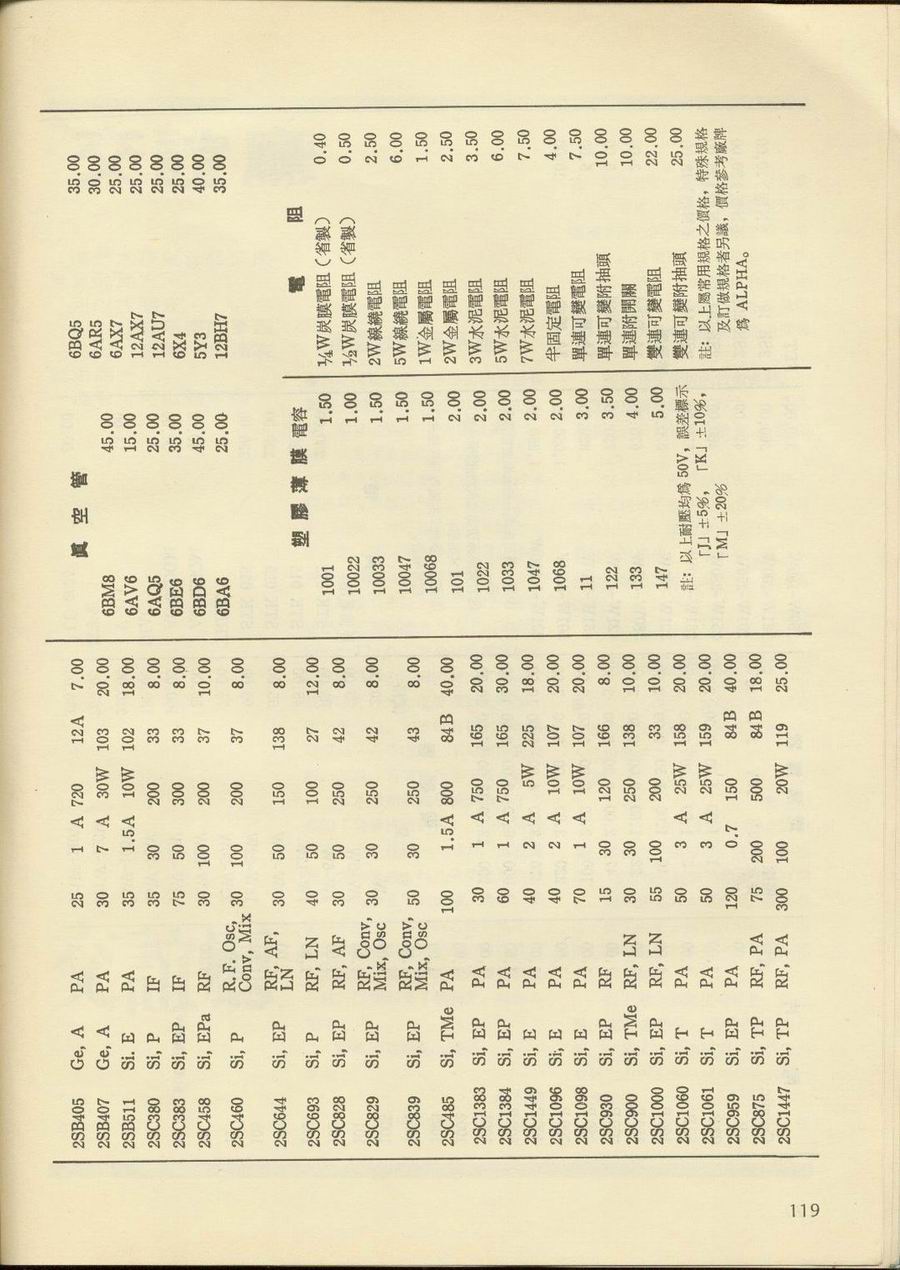 2SB405 Ge, A PA 25 1 A 720 12A 7.00
2SB407 Ge, A PA 30 7 A 30W 103 20.00
2SB511 Si. E PA 35 1.5A 10W 102 18.00
2SC380 Si, P IF 35 30 200 33 8.00
2SC383 Si, EP IF 75 50 300 33 8.00
2SC458 Si, EPa RF 30 100 200 37 10.00
2SC460 Si, P R.F. Osc, Conv, Mix 30 100 200 37 8.00
2SC644 Si, EP RF, AF, LN 30 50 150 138 8.00
2SC693 Si, P RF, LN 40 50 100 27 12.00
2SC828 Si, EP RF, AF 30 50 250 42 8.00
2SC829 Si, EP RF, Conv, Mix, Osc 30 30 250 42 8.00
2SC839 Si, EP RF, Conv, Mix, Osc 50 30 250 43 8.00
2SC485 Si, TMe PA 100 1.5A 800 84B 40.00
2SC1383 Si, EP PA 30 1 A 750 165 20.00
2SC1384 Si, EP PA 60 1 A 750 165 30.00
2SC1449 Si, E PA 40 2 A 5W 225 18.00
2SC1096 Si, E PA 40 2 A 10W 107 20.00
2SC1098 Si, E PA 70 1 A 10W 107 20.00
2SC930 Si, EP RF 15 30 120 166 8.00
2SC900 Si, TMe RF, LN 30 30 250 138 10.00
2SC1000 Si, EP RF, LN 55 100 200 33 10.00
2SC1060 Si, T PA 50 3 A 25W 158 20.00
2SC1061 Si, T PA 50 3 A 25W 159 20.00
2SC959 Si, EP PA 120 0.7 150 84B 40.00
2SC875 Si, TP RF, PA 75 200 500 84B 18.00
2SC1447 Si, TP RF, PA 300 100 20W 119 25.00
眞空管
6BM8 45.00
6AV6 15.00
6AQ5 25.00
6BE6 35.00
6BD6 45.00
6BA6 25.00
6BQ5 35.00
6AR5 30.00
6AX7 25.00
12AX7 25.00
12AU7 25.00
6X4 25.00
5Y3 40.00
12BH7 35.00
塑膠薄膜電容
1001 1.50
10022 1.00
10033 1.50
10047 1.50
10068 1.50
101 2.00
1022 2.00
1033 2.00
1047 2.00
1068 2.00
11 3.00
122 3.50
133 4.00
147 5.00
註：以上耐壓均爲 50V，誤差標示
「J」±5%，「K」±10%，
「M」±20%
電阻
¼W炭膜電阻（省製） 0.40
½W炭膜電阻（省製） 0.50
2W線繞電阻 2.50
5W線繞電阻 6.00
1W金屬電阻 1.50
2W金屬電阻 2.50
3W水泥電阻 3.50
5W水泥電阻 6.00
7W水泥電阻 7.50
半固定電阻 4.00
單連可變電阻 7.50
單連可變附抽頭 10.00
單連附開關 10.00
雙連可變電阻 22.00
雙連可變附抽頭 25.00
註：以上屬常用規格之價格，特殊規格
及訂做規格者另議，價格參考廠牌
爲 ALPHA。
119